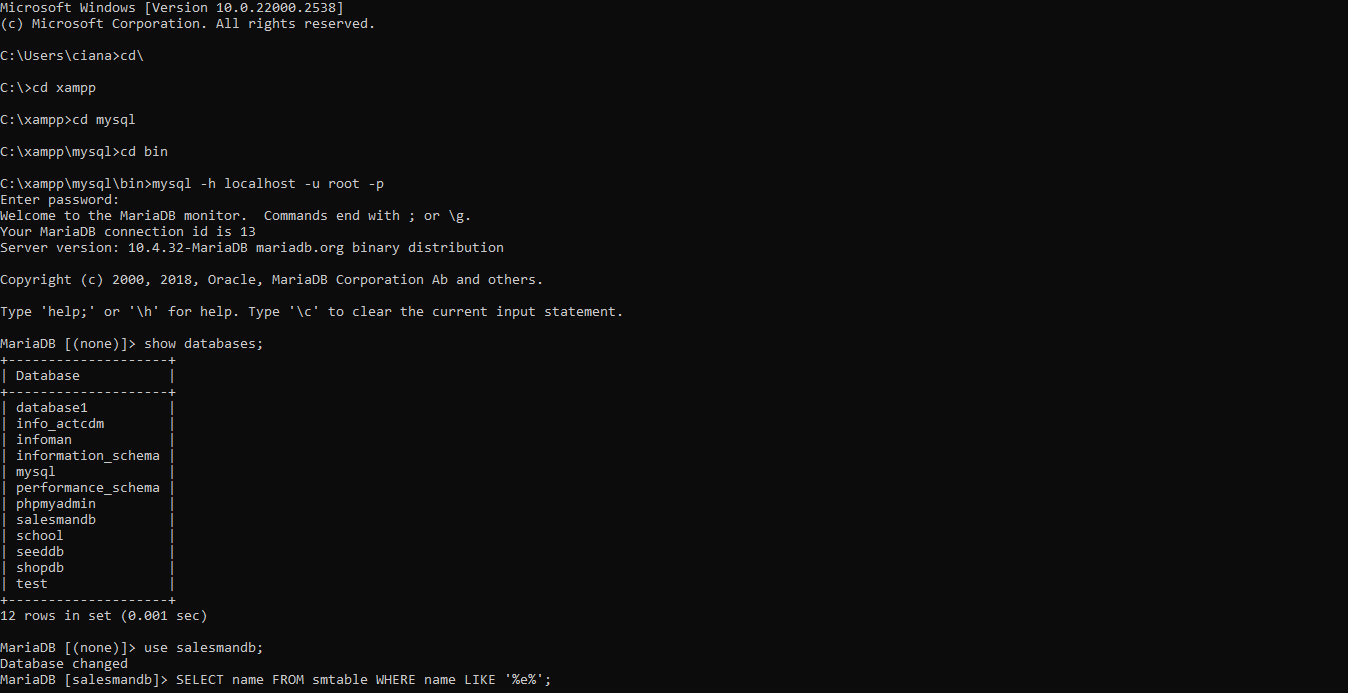 Microsoft Windows [Version 10.0.22000.2538]
(c) Microsoft Corporation. All rights reserved.
C:\Users\ciana>cd\
C:\>cd xampp
C:\xampp>cd mysql
C:\xampp\mysql>cd bin
C:\xampp\mysql\bin>mysql -h localhost -u root -p
Enter password:
Welcome to the MariaDB monitor.  Commands end with ; or \g.
Your MariaDB connection id is 13
Server version: 10.4.32-MariaDB mariadb.org binary distribution
Copyright (c) 2000, 2018, Oracle, MariaDB Corporation Ab and others.
Type 'help;' or '\h' for help. Type '\c' to clear the current input statement.
MariaDB [(none)]> show databases;
+--------------------+
| Database           |
+--------------------+
| database1          |
| info_actcdm        |
| infoman            |
| information_schema |
| mysql              |
| performance_schema |
| phpmyadmin         |
| salesmandb         |
| school             |
| seeddb             |
| shopdb             |
| test               |
+--------------------+
12 rows in set (0.001 sec)
MariaDB [(none)]> use salesmandb;
Database changed
MariaDB [salesmandb]> SELECT name FROM smtable WHERE name LIKE '%e%';